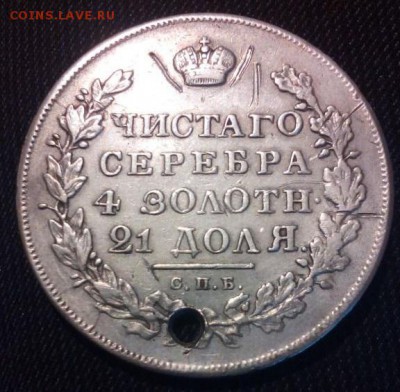 COINS.LAVE.RU
ЧИСТАГО
СЕРЕБРА
4 ЗОЛОТН.
21 ДОЛЯ.
С.П.Б.